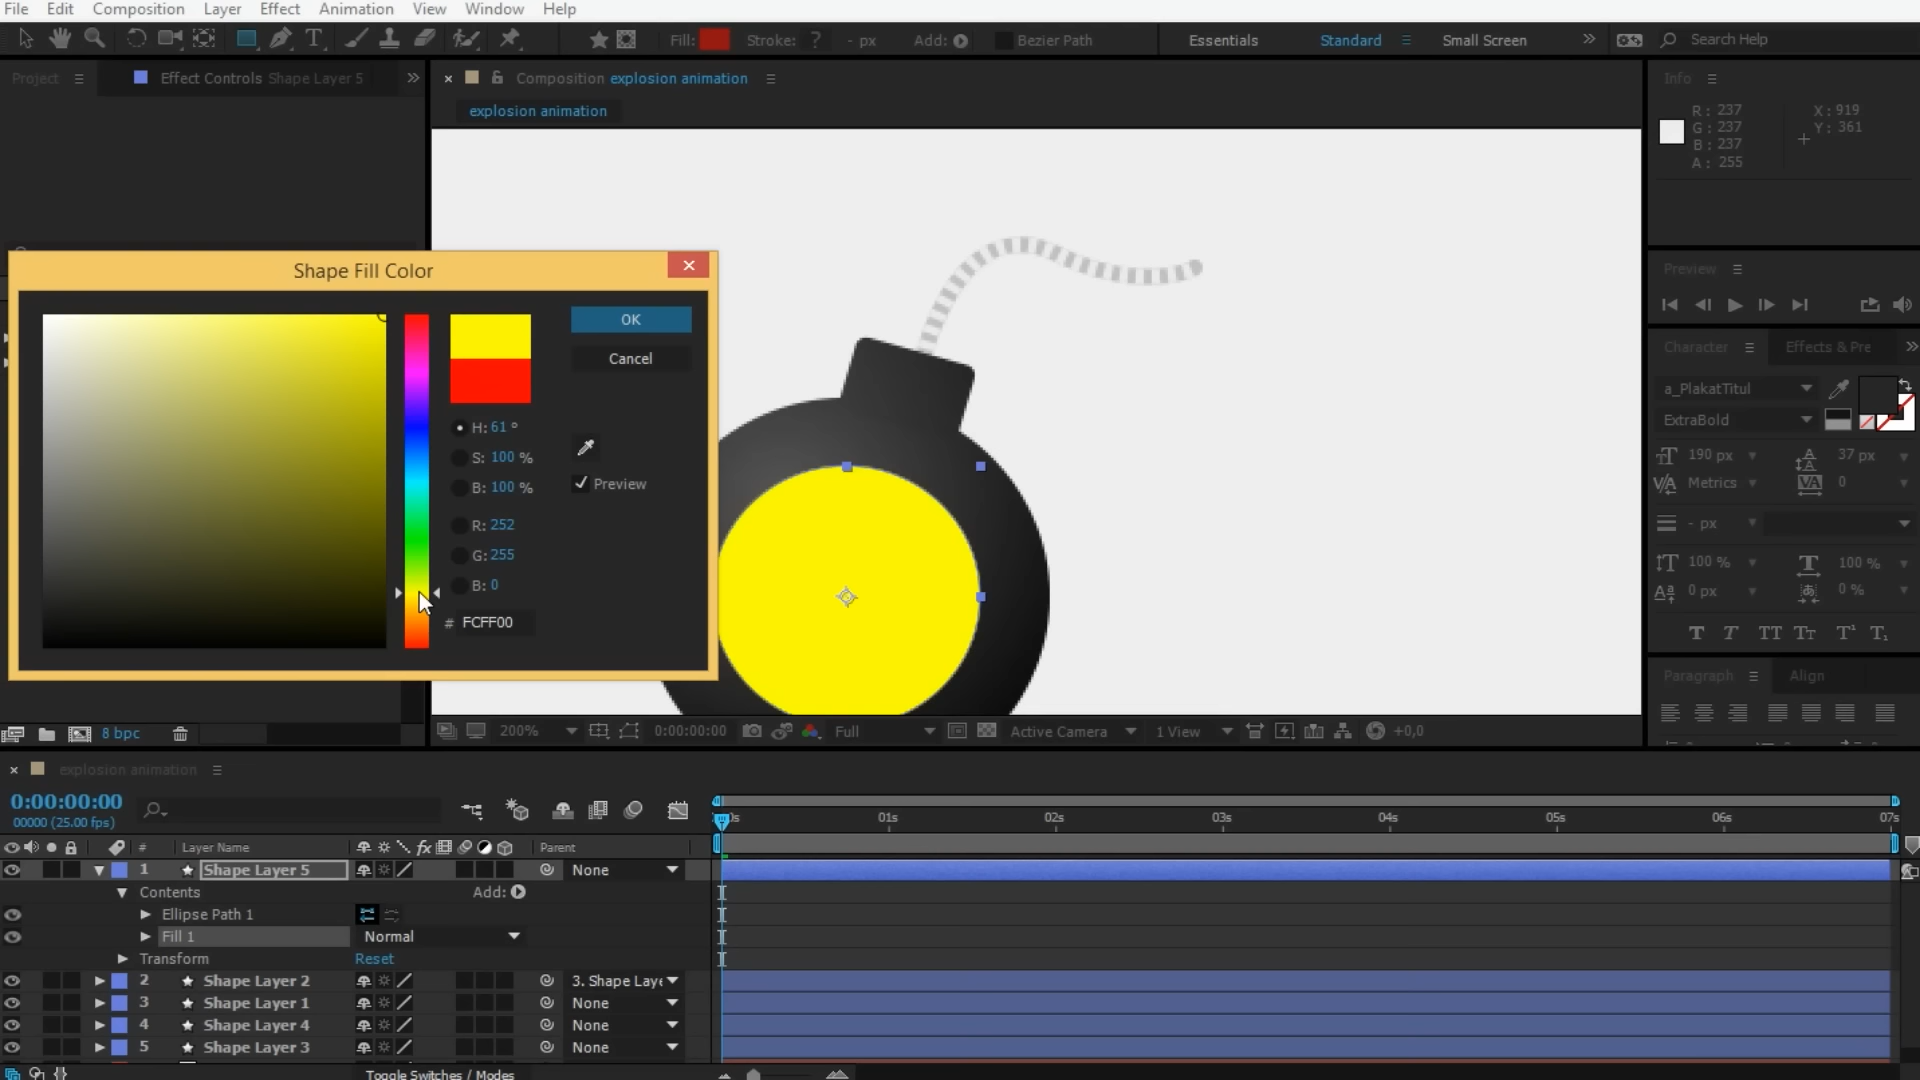 File Edit Composition Layer Effect Animation View Window Help
Fill: Stroke: ? - px Add: Bezier Path Essentials Standard Small Screen Search Help
Project Effect Controls Shape Layer 5 Composition explosion animation Info
explosion animation
R: 237 X: 919
G: 237 Y: 361
B: 237
A: 255
Shape Fill Color
Preview
OK
Cancel
H: 61 °
S: 100 %
B: 100 %
Preview
R: 252
G: 255
B: 0
# FCFF00
Character Effects & Pre
a_PlakatTitul
ExtraBold
190 px 37 px
Metrics 0
- px
100 % 100 %
0 px 0 %
T T TT Tt T¹ T₁
Paragraph Align
8 bpc 200% 0:00:00:00 Full Active Camera 1 View +0,0
explosion animation
0:00:00:00
00000 (25.00 fps)
01s 02s 03s 04s 05s 06s 07s
# Layer Name Parent
1 Shape Layer 5 None
Contents Add:
Ellipse Path 1
Fill 1 Normal
Transform Reset
2 Shape Layer 2 3. Shape Laye
3 Shape Layer 1 None
4 Shape Layer 4 None
5 Shape Layer 3 None
Toggle Switches / Modes